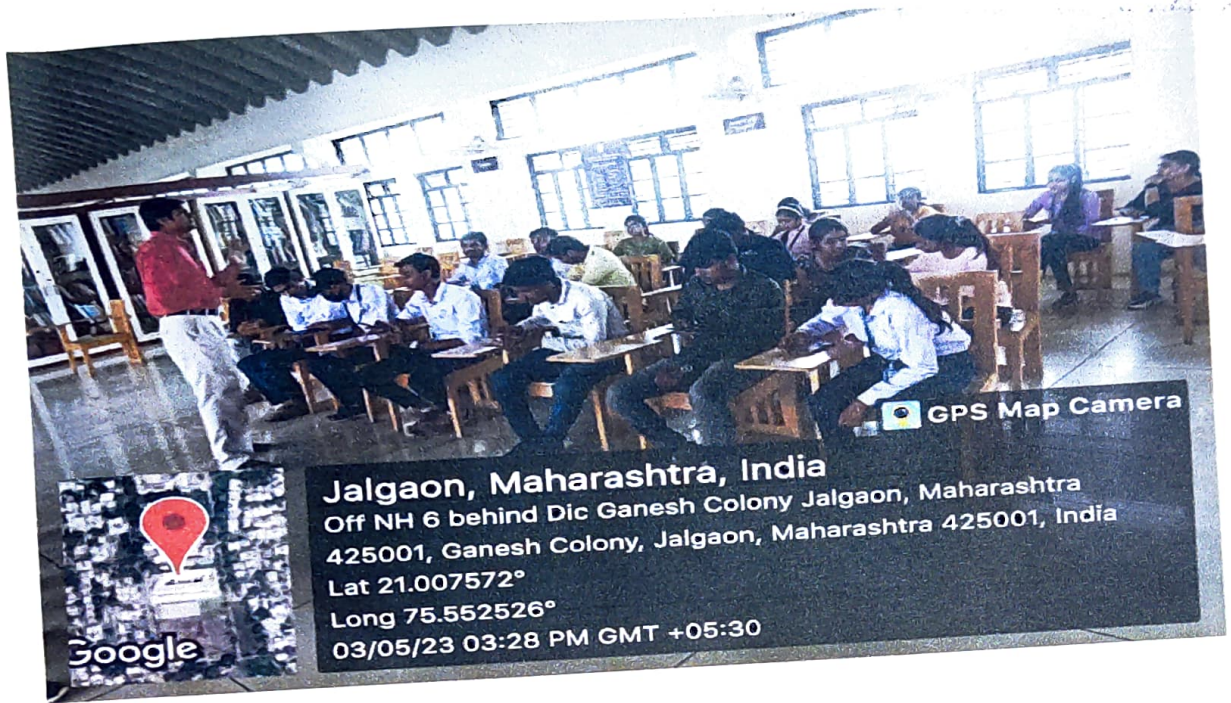 GPS Map Camera
Jalgaon, Maharashtra, India
Off NH 6 behind Dic Ganesh Colony Jalgaon, Maharashtra
425001, Ganesh Colony, Jalgaon, Maharashtra 425001, India
Lat 21.007572°
Long 75.552526°
03/05/23 03:28 PM GMT +05:30
Google